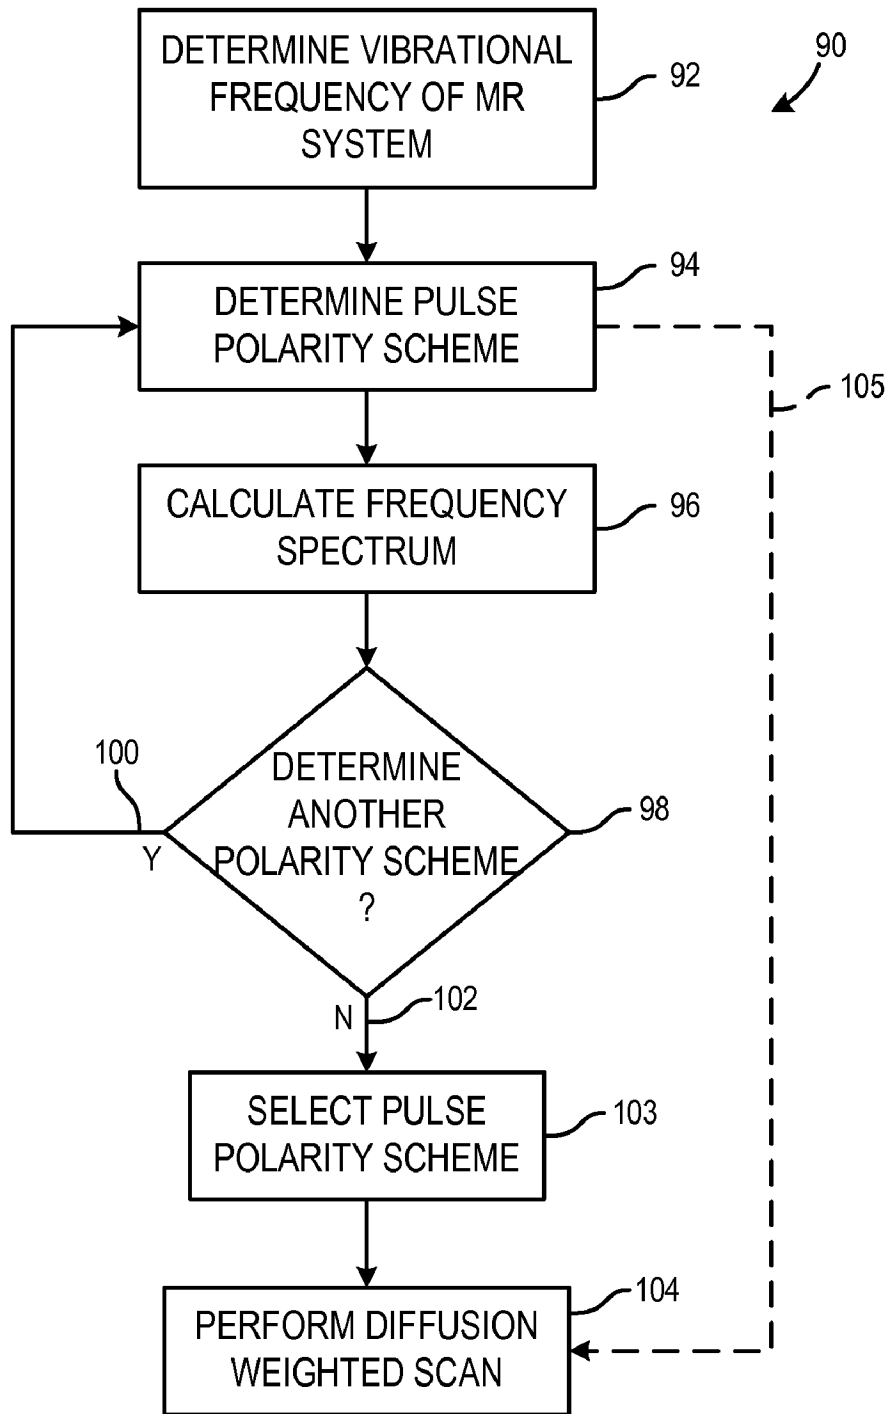 DETERMINE VIBRATIONAL
FREQUENCY OF MR
SYSTEM
92
90
DETERMINE PULSE
POLARITY SCHEME
94
105
CALCULATE FREQUENCY
SPECTRUM
96
DETERMINE
ANOTHER
POLARITY SCHEME
?
98
100
Y
N
102
SELECT PULSE
POLARITY SCHEME
103
PERFORM DIFFUSION
WEIGHTED SCAN
104